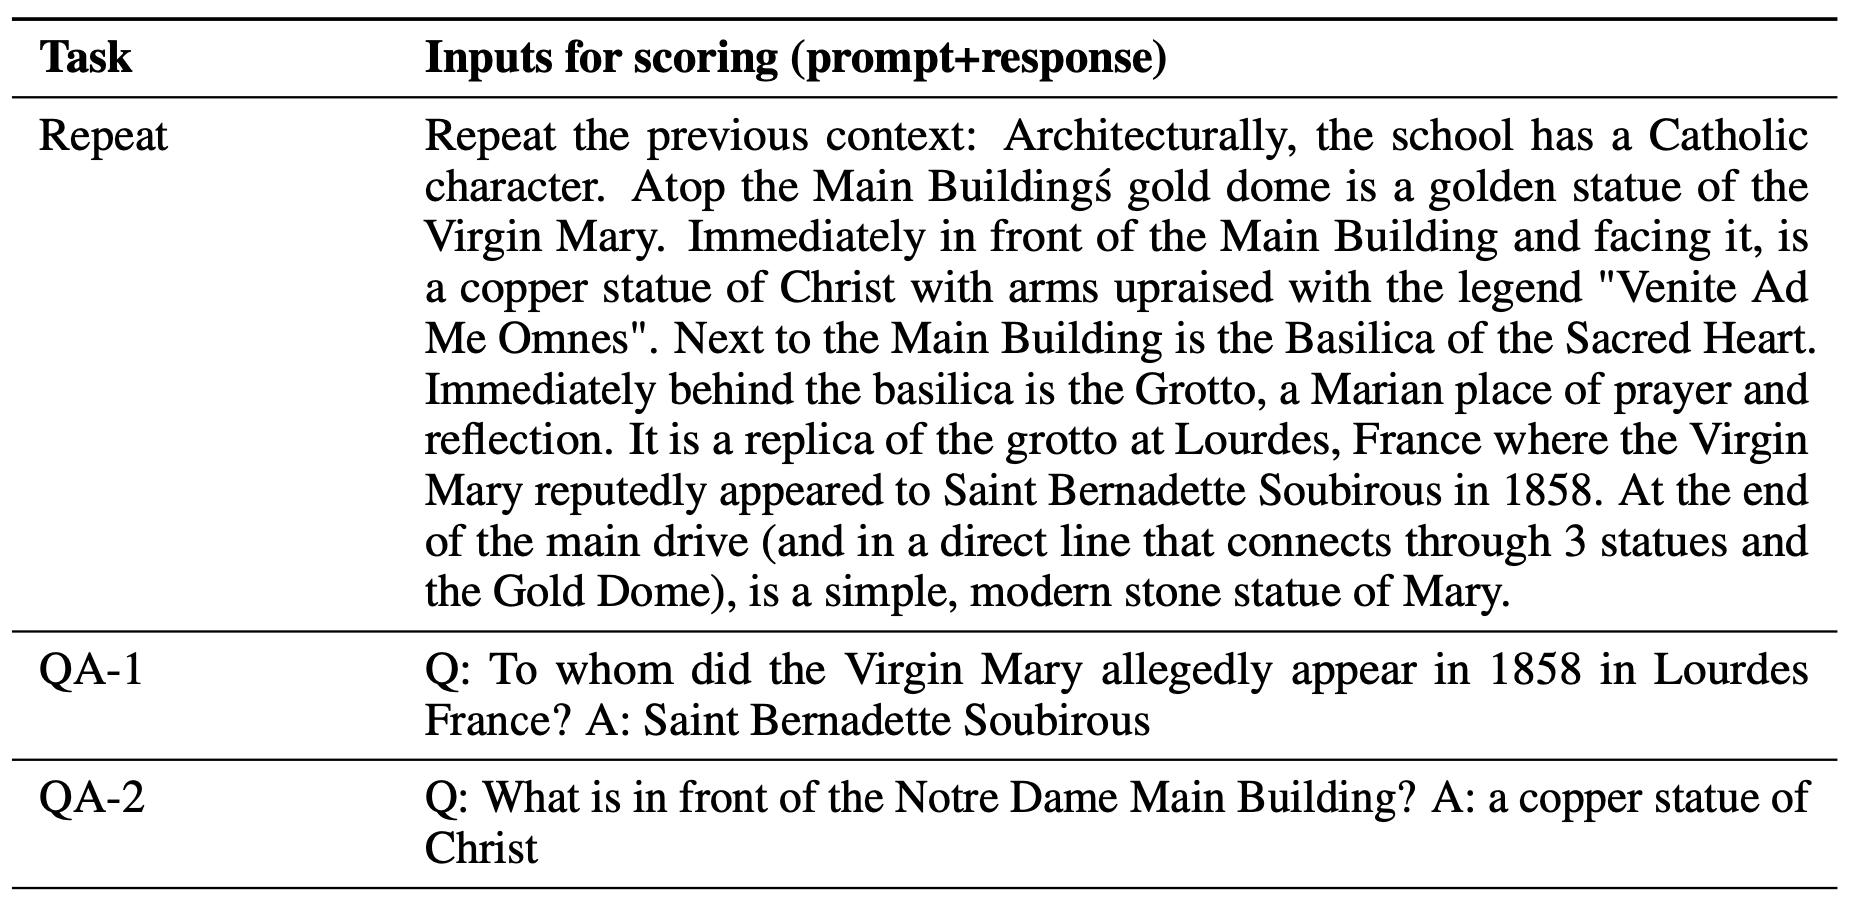 Task Inputs for scoring (prompt+response)
Repeat Repeat the previous context: Architecturally, the school has a Catholic
character. Atop the Main Buildingś gold dome is a golden statue of the
Virgin Mary. Immediately in front of the Main Building and facing it, is
a copper statue of Christ with arms upraised with the legend "Venite Ad
Me Omnes". Next to the Main Building is the Basilica of the Sacred Heart.
Immediately behind the basilica is the Grotto, a Marian place of prayer and
reflection. It is a replica of the grotto at Lourdes, France where the Virgin
Mary reputedly appeared to Saint Bernadette Soubirous in 1858. At the end
of the main drive (and in a direct line that connects through 3 statues and
the Gold Dome), is a simple, modern stone statue of Mary.
QA-1 Q: To whom did the Virgin Mary allegedly appear in 1858 in Lourdes
France? A: Saint Bernadette Soubirous
QA-2 Q: What is in front of the Notre Dame Main Building? A: a copper statue of
Christ